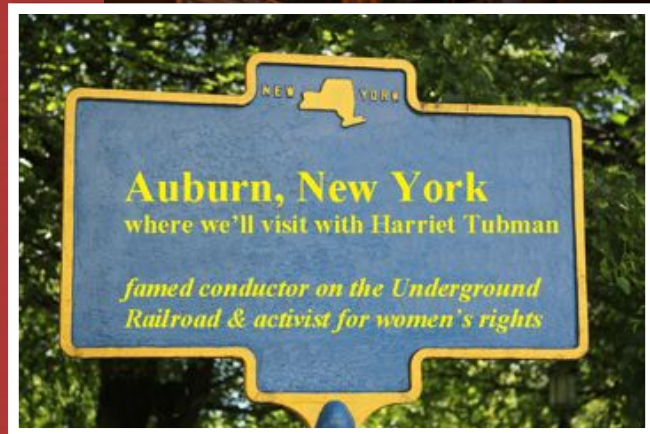 NEW YORK
Auburn, New York
where we’ll visit with Harriet Tubman
famed conductor on the Underground
Railroad & activist for women’s rights